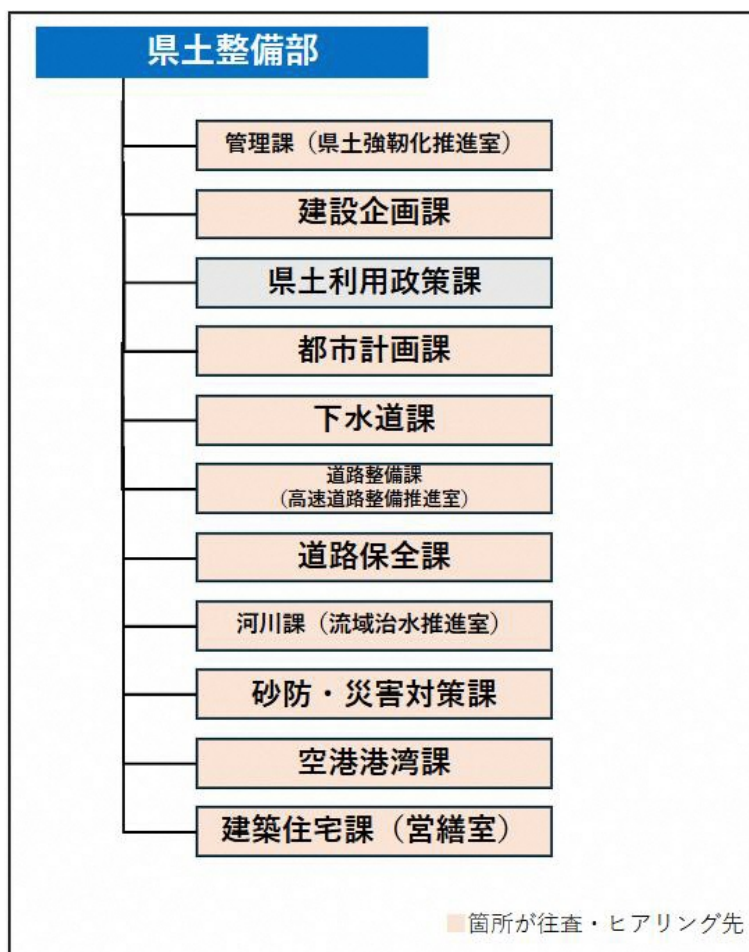 県土整備部
管理課（県土強靭化推進室）
建設企画課
県土利用政策課
都市計画課
下水道課
道路整備課
（高速道路整備推進室）
道路保全課
河川課（流域治水推進室）
砂防・災害対策課
空港港湾課
建築住宅課（営繕室）
箇所が往査・ヒアリング先